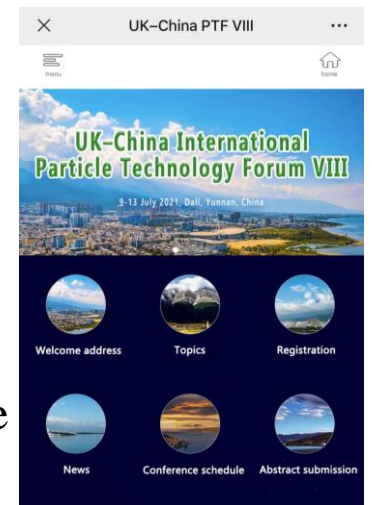 UK–China PTF VIII
menu
home
UK-China International
Particle Technology Forum VIII
9-13 July 2021, Dali, Yunnan, China
Welcome address
Topics
Registration
e
News
Conference schedule
Abstract submission